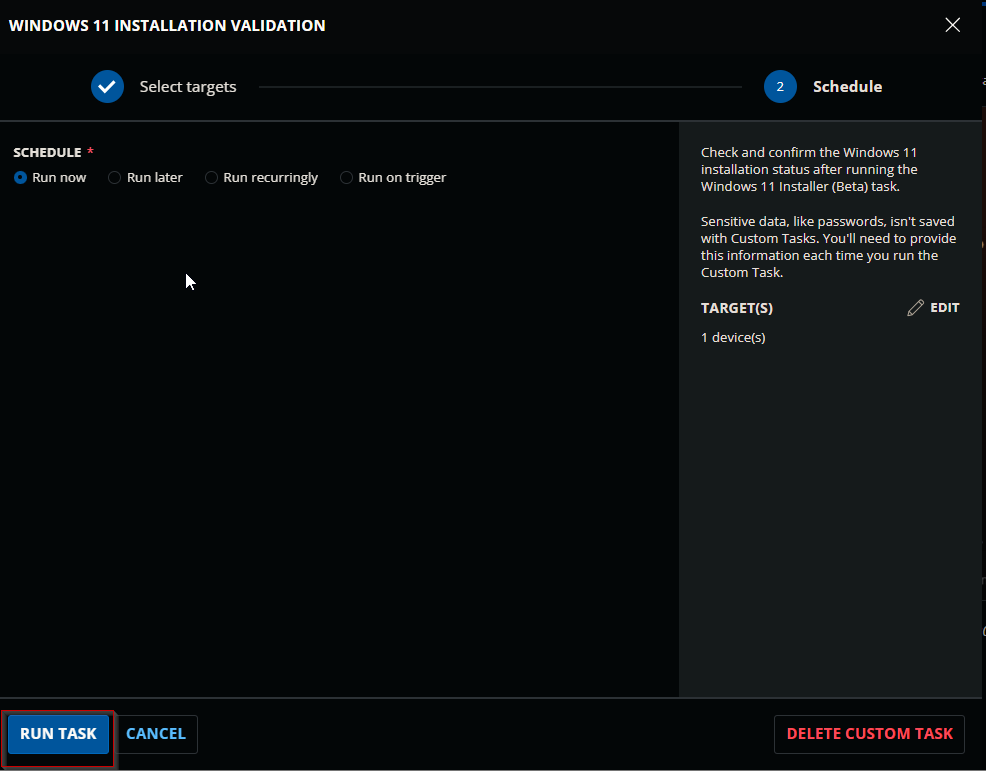 WINDOWS 11 INSTALLATION VALIDATION
Select targets
2
Schedule
SCHEDULE *
Run now
Run later
Run recurringly
Run on trigger
Check and confirm the Windows 11
installation status after running the
Windows 11 Installer (Beta) task.
Sensitive data, like passwords, isn't saved
with Custom Tasks. You'll need to provide
this information each time you run the
Custom Task.
TARGET(S)
EDIT
1 device(s)
RUN TASK
CANCEL
DELETE CUSTOM TASK